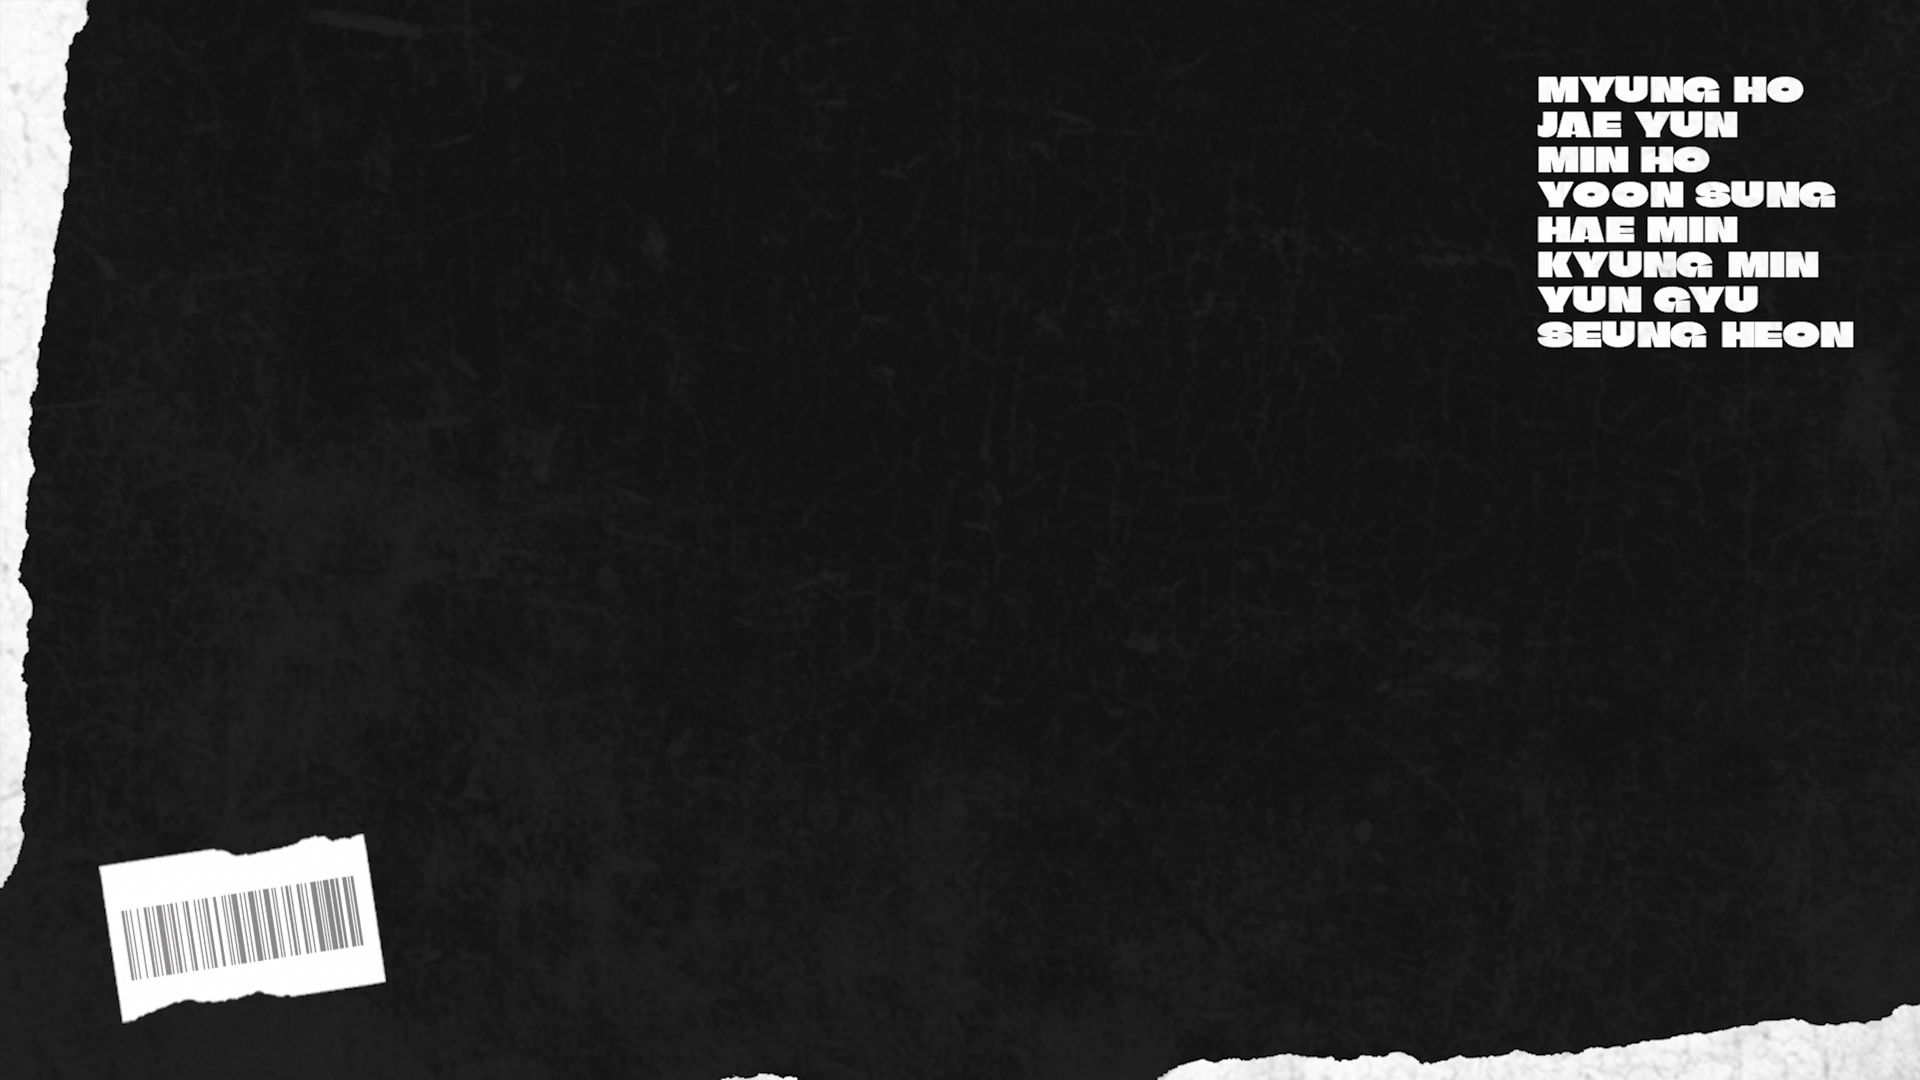 MYUNG HO
JAE YUN
MIN HO
YOON SUNG
HAE MIN
KYUNG MIN
YUN GYU
SEUNG HEON